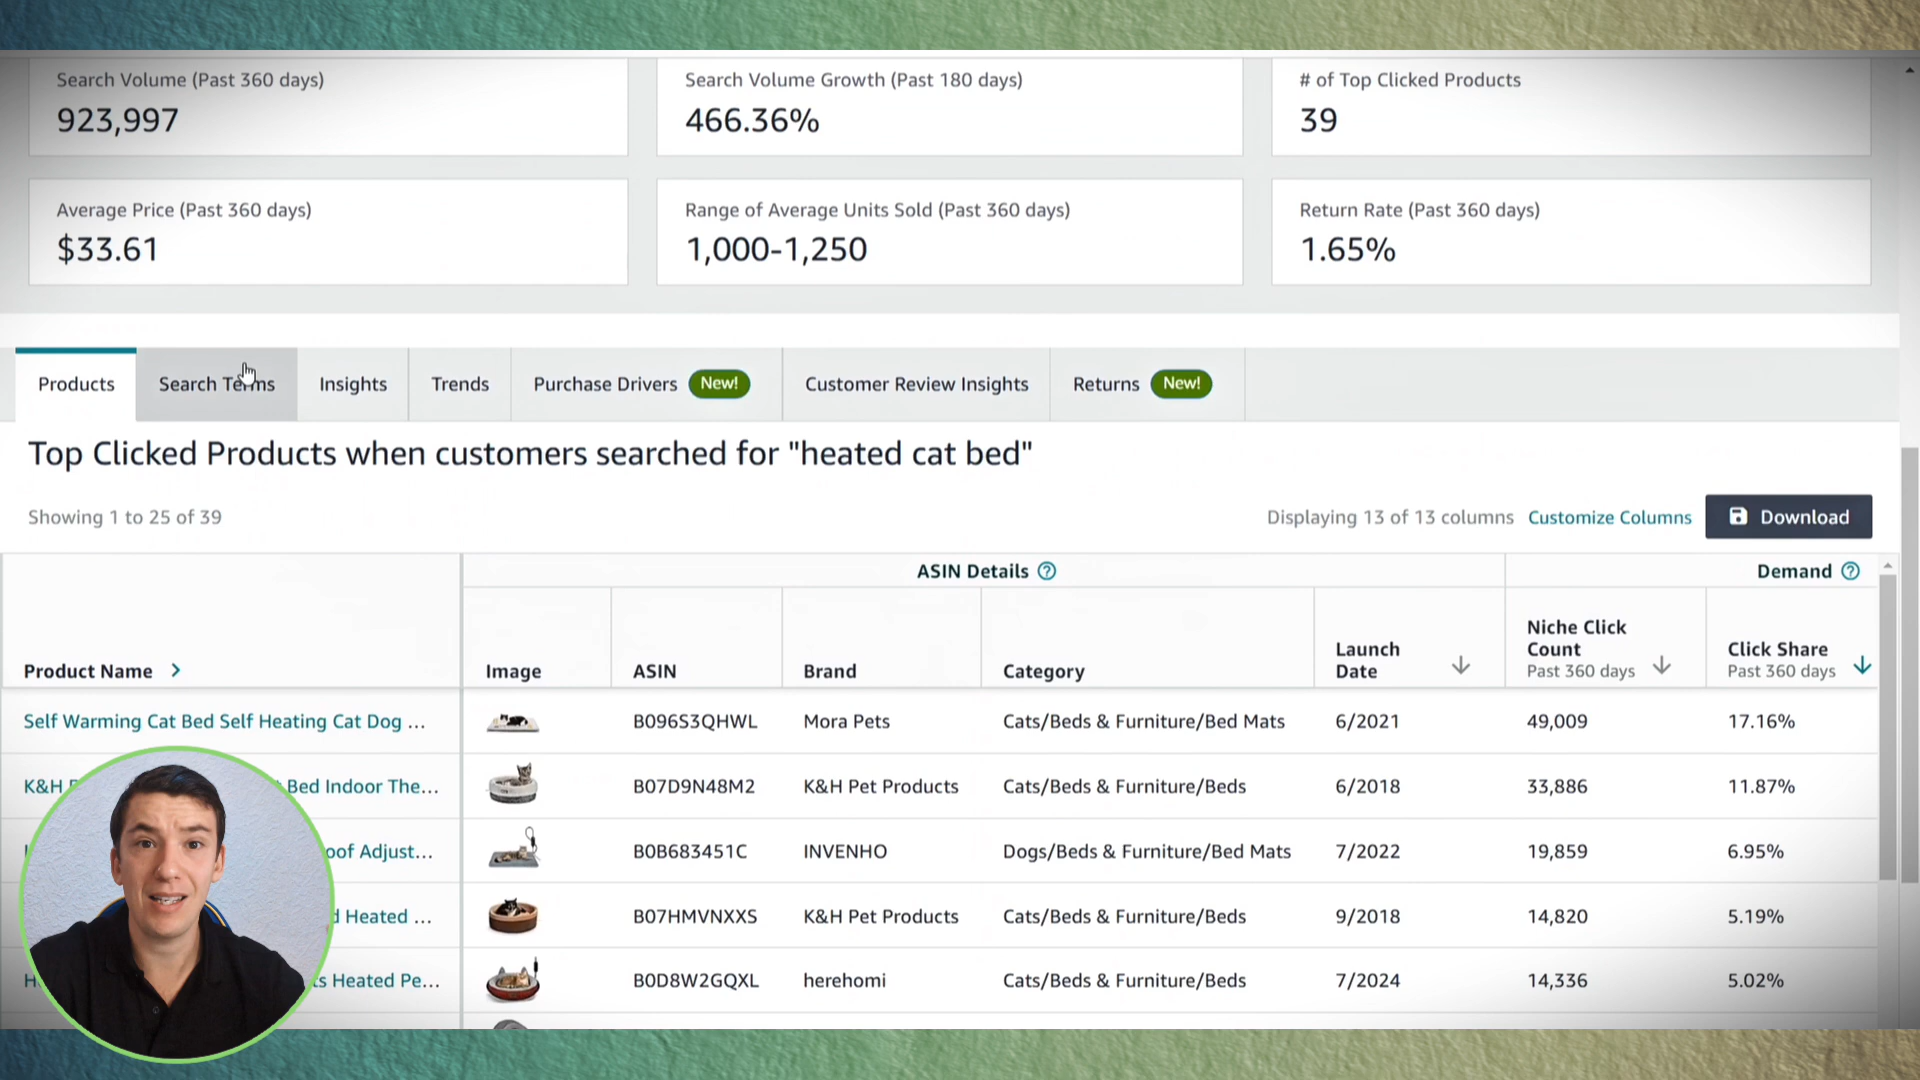 Search Volume (Past 360 days)
923,997
Search Volume Growth (Past 180 days)
466.36%
# of Top Clicked Products
39
Average Price (Past 360 days)
$33.61
Range of Average Units Sold (Past 360 days)
1,000-1,250
Return Rate (Past 360 days)
1.65%
Products Search Terms Insights Trends Purchase Drivers New! Customer Review Insights Returns New!
Top Clicked Products when customers searched for "heated cat bed"
Showing 1 to 25 of 39 Displaying 13 of 13 columns Customize Columns Download
ASIN Details Demand
Product Name Image ASIN Brand Category Launch Date Niche Click Count Past 360 days Click Share Past 360 days
Self Warming Cat Bed Self Heating Cat Dog ... B096S3QHWL Mora Pets Cats/Beds & Furniture/Bed Mats 6/2021 49,009 17.16%
K&H Bed Indoor The... B07D9N48M2 K&H Pet Products Cats/Beds & Furniture/Beds 6/2018 33,886 11.87%
oof Adjust... B0B683451C INVENHO Dogs/Beds & Furniture/Bed Mats 7/2022 19,859 6.95%
d Heated ... B07HMVNXXS K&H Pet Products Cats/Beds & Furniture/Beds 9/2018 14,820 5.19%
ts Heated Pe... B0D8W2GQXL herehomi Cats/Beds & Furniture/Beds 7/2024 14,336 5.02%